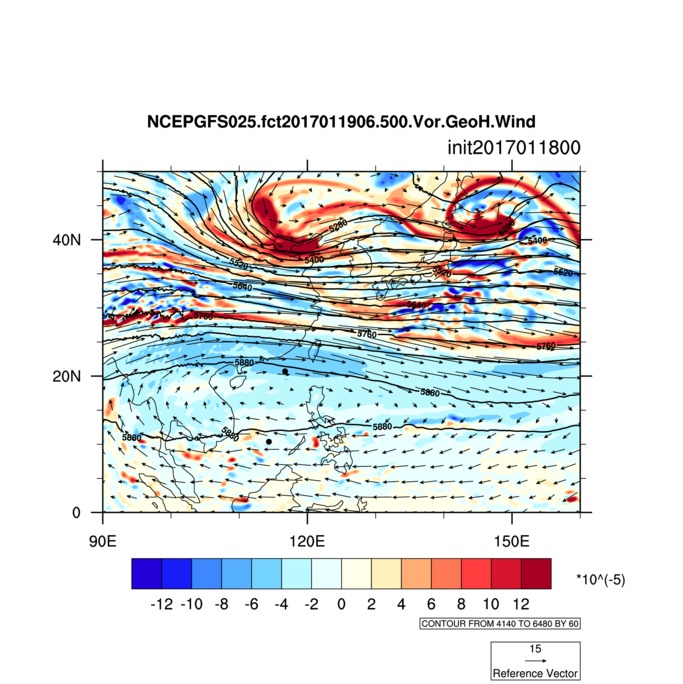 NCEPGFS025.fct2017011906.500.Vor.GeoH.Wind
init2017011800
40N
20N
0
5280
5400
5400
5520
5520
5520
5640
5640
5760
5760
5760
5880
5880
5880
5880
5880
90E 120E 150E
-12 -10 -8 -6 -4 -2 0 2 4 6 8 10 12
*10^(-5)
CONTOUR FROM 4140 TO 6480 BY 60
15
Reference Vector